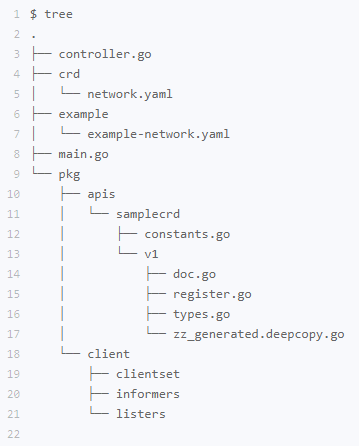 1 $ tree
2 .
3 ├── controller.go
4 ├── crd
5 │   └── network.yaml
6 ├── example
7 │   └── example-network.yaml
8 ├── main.go
9 └── pkg
10     ├── apis
11     │   └── samplecrd
12     │       ├── constants.go
13     │       └── v1
14     │           ├── doc.go
15     │           ├── register.go
16     │           ├── types.go
17     │           └── zz_generated.deepcopy.go
18     └── client
19         ├── clientset
20         ├── informers
21         └── listers
22